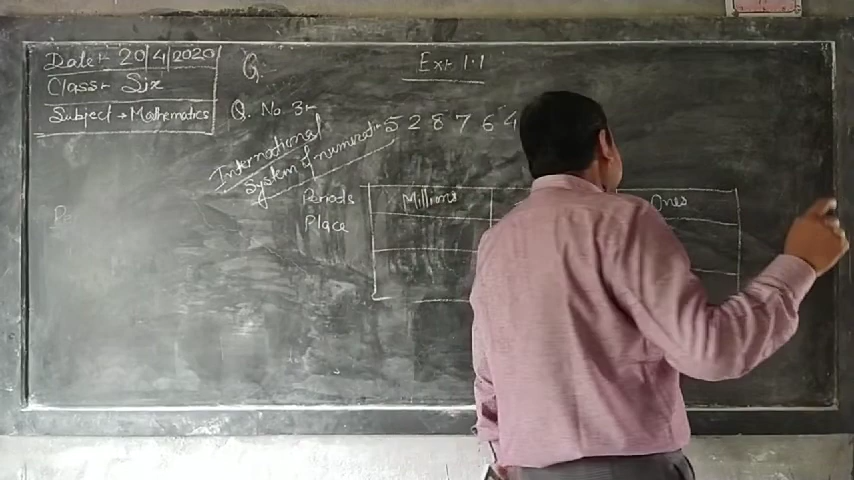 Date:- 20/4/2020
Class:- Six
Subject → Mathematics
Q
Ex:- 1.1
Q. No. 3:-
International
System of numeration:- 5 2 8 7 6 4
Periods Millions Ones
Place